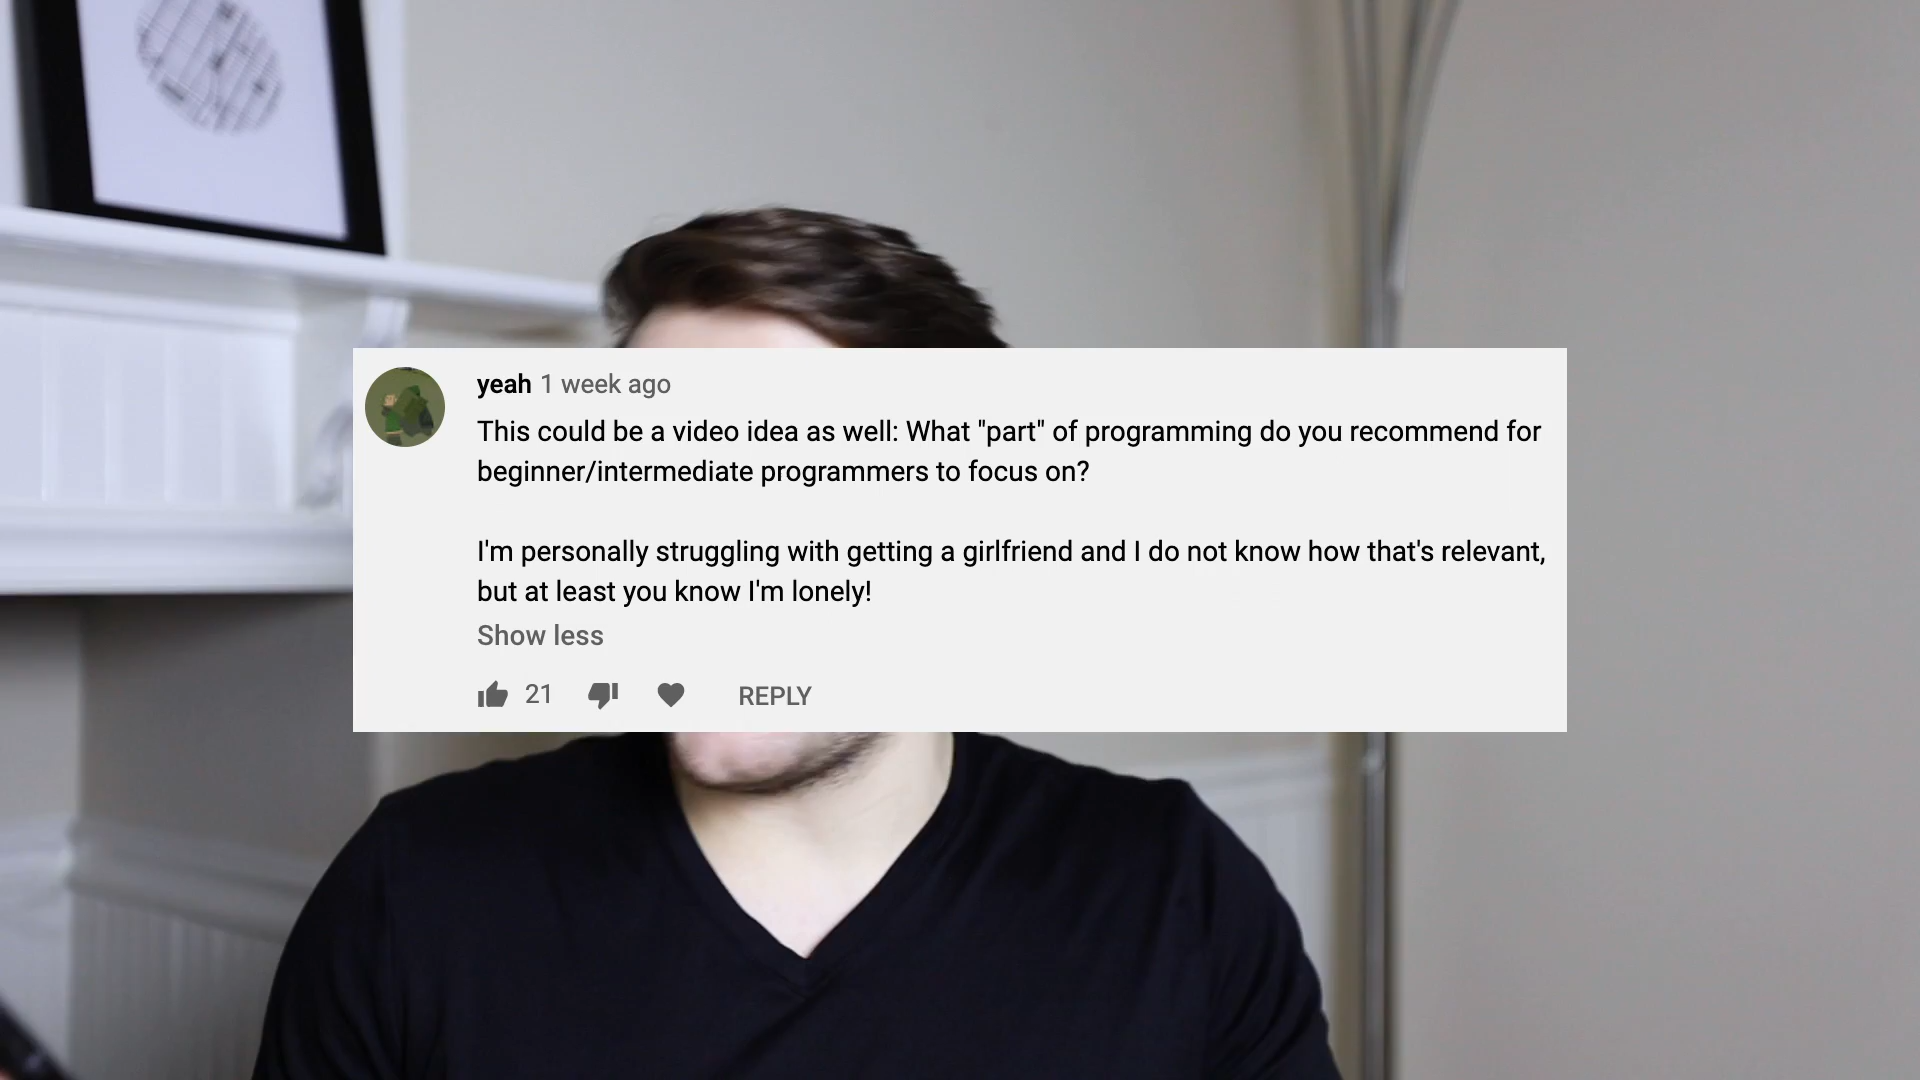 yeah 1 week ago
This could be a video idea as well: What "part" of programming do you recommend for
beginner/intermediate programmers to focus on?
I'm personally struggling with getting a girlfriend and I do not know how that's relevant,
but at least you know I'm lonely!
Show less
21 REPLY